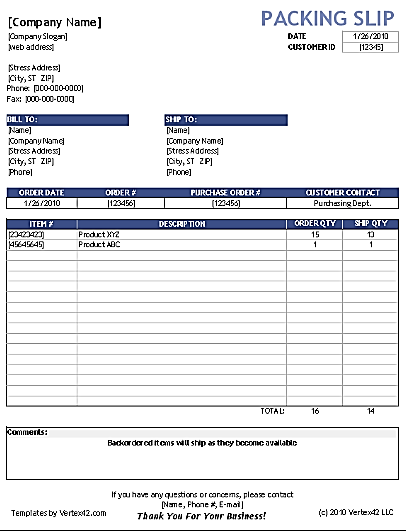 [Company Name]
PACKING SLIP
[Company Slogan]
DATE 1/26/2010
[web address]
CUSTOMER ID [12345]
[Stress Address]
[City, ST ZIP]
Phone: [000-000-0000]
Fax: [000-000-0000]
BILL TO: SHIP TO:
[Name] [Name]
[Company Name] [Company Name]
[Stress Address] [Stress Address]
[City, ST ZIP] [City, ST ZIP]
[Phone] [Phone]
ORDER DATE ORDER # PURCHASE ORDER # CUSTOMER CONTACT
1/26/2010 [123456] [123456] Purchasing Dept.
ITEM # DESCRIPTION ORDER QTY SHIP QTY
[23423423] Product XYZ 15 13
[45645645] Product ABC 1 1
TOTAL: 16 14
Comments:
Backordered items will ship as they become available
If you have any questions or concerns, please contact
[Name, Phone #, E-mail]
Templates by Vertex42.com Thank You For Your Business! (c) 2010 Vertex42 LLC